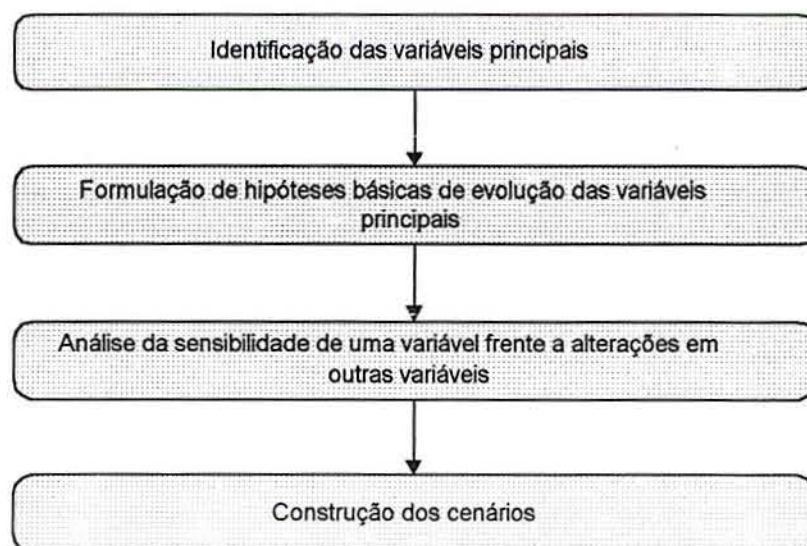 Identificação das variáveis principais
Formulação de hipóteses básicas de evolução das variáveis
principais
Análise da sensibilidade de uma variável frente a alterações em
outras variáveis
Construção dos cenários